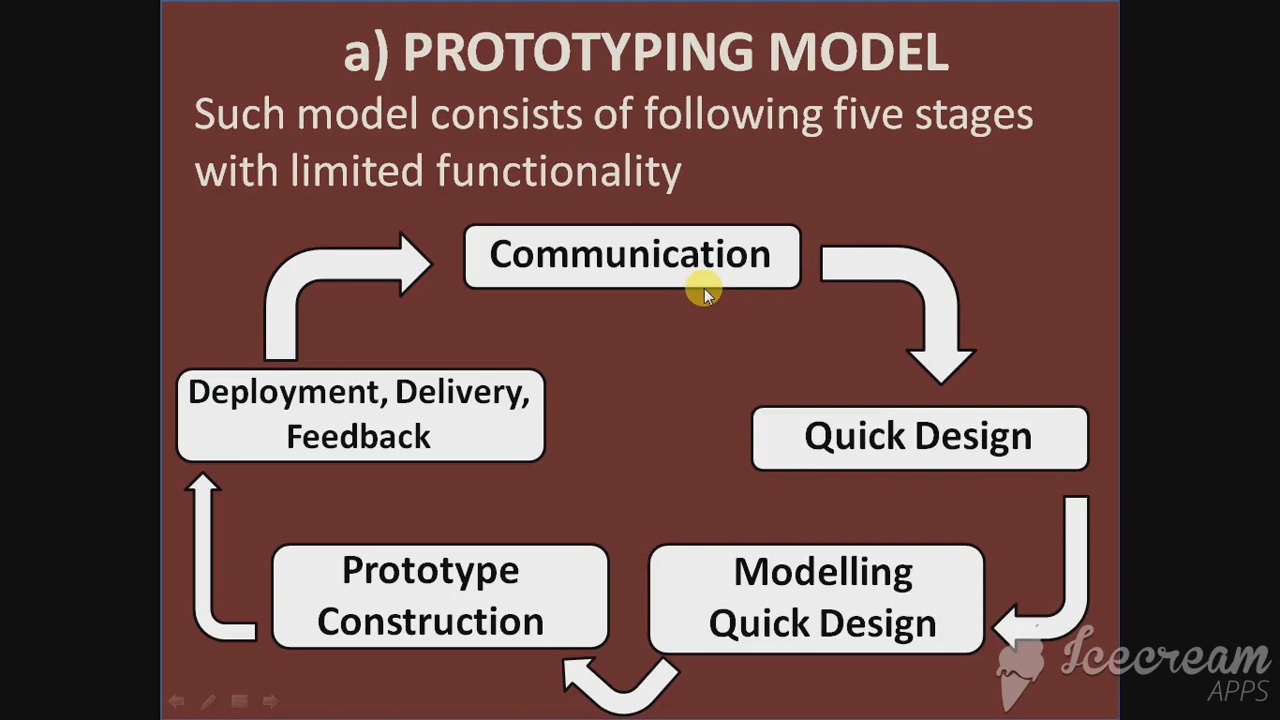 a) PROTOTYPING MODEL
Such model consists of following five stages
with limited functionality
Communication
Quick Design
Modelling
Quick Design
Prototype
Construction
Deployment, Delivery,
Feedback
Icecream
APPS